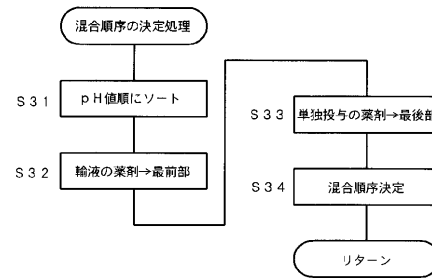 混合順序の決定処理
S31
pH値順にソート
S32
輸液の薬剤→最前部
S33
単独投与の薬剤→最後部
S34
混合順序決定
リターン